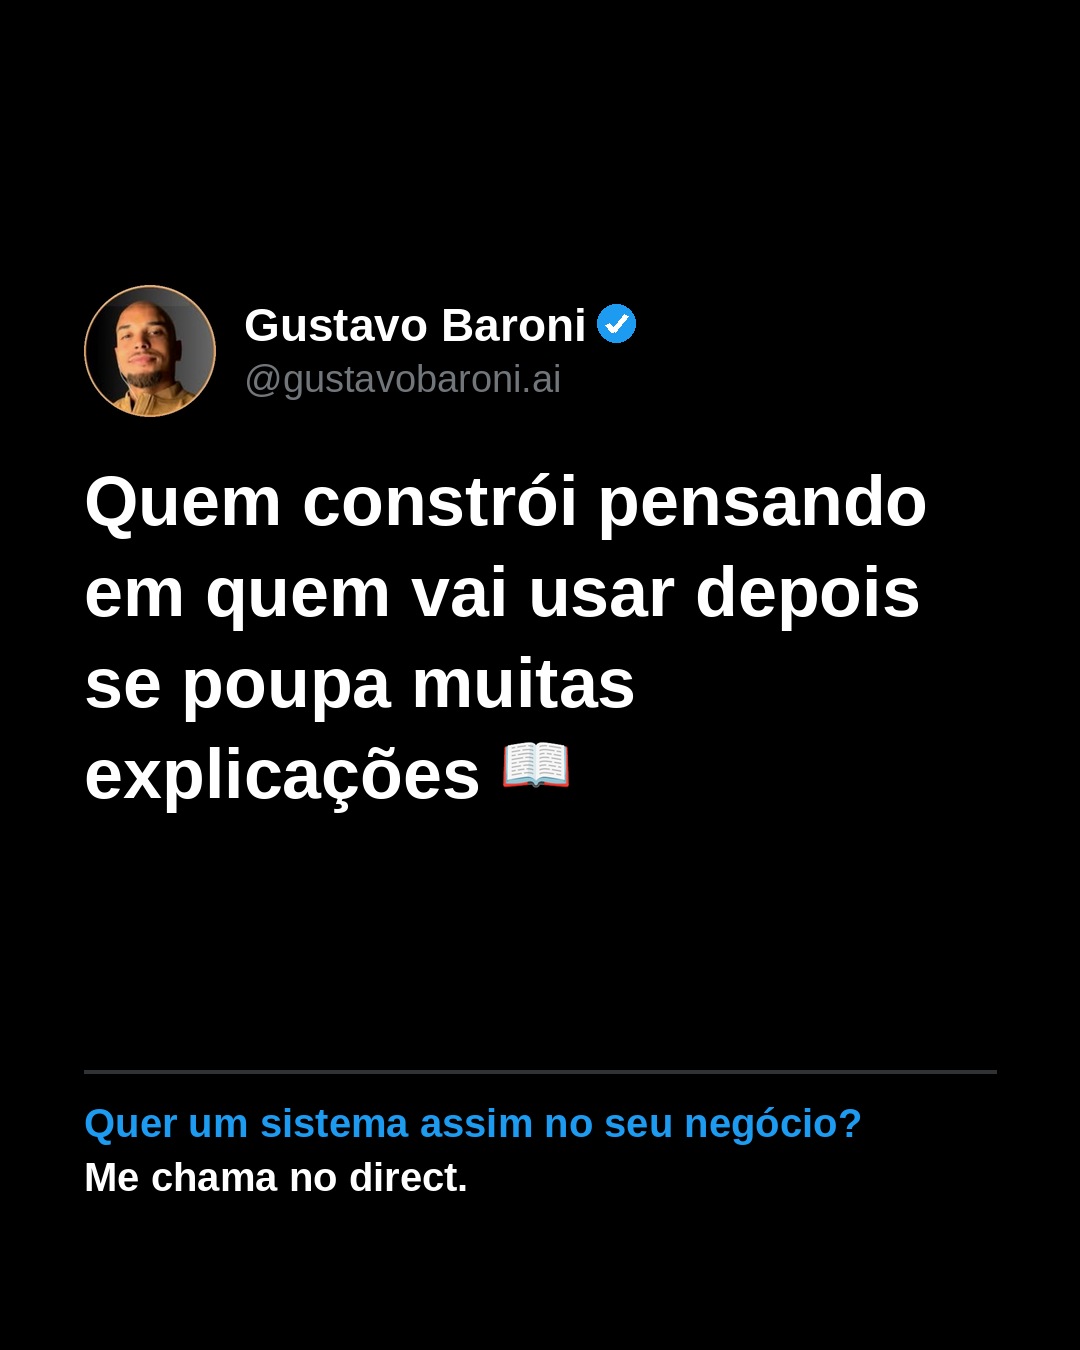 Gustavo Baroni
@gustavobaroni.ai
Quem constrói pensando
em quem vai usar depois
se poupa muitas
explicações 📖
Quer um sistema assim no seu negócio?
Me chama no direct.